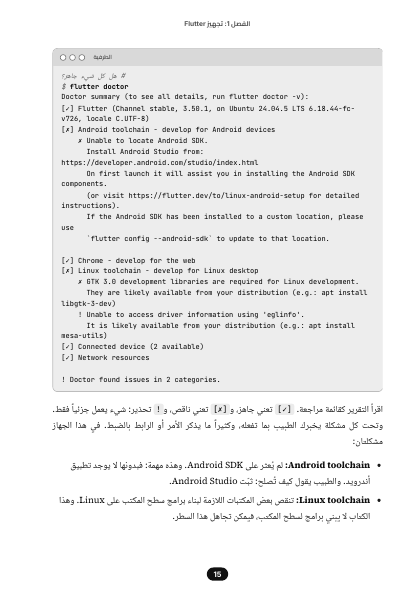 الفصل 1: تجهيز Flutter
الطرفية
# هل كل شيء جاهز؟
$ flutter doctor
Doctor summary (to see all details, run flutter doctor -v):
[✓] Flutter (Channel stable, 3.50.1, on Ubuntu 24.04.5 LTS 6.18.44-fc-
v726, locale C.UTF-8)
[✗] Android toolchain - develop for Android devices
✗ Unable to locate Android SDK.
Install Android Studio from:
https://developer.android.com/studio/index.html
On first launch it will assist you in installing the Android SDK
components.
(or visit https://flutter.dev/to/linux-android-setup for detailed
instructions).
If the Android SDK has been installed to a custom location, please
use
`flutter config --android-sdk` to update to that location.
[✓] Chrome - develop for the web
[✗] Linux toolchain - develop for Linux desktop
✗ GTK 3.0 development libraries are required for Linux development.
They are likely available from your distribution (e.g.: apt install
libgtk-3-dev)
! Unable to access driver information using 'eglinfo'.
It is likely available from your distribution (e.g.: apt install
mesa-utils)
[✓] Connected device (2 available)
[✓] Network resources
! Doctor found issues in 2 categories.
اقرأ التقرير كقائمة مراجعة. [✓] تعني جاهز، و[✗] تعني ناقص، و! تحذير: شيء يعمل جزئياً فقط.
وتحت كل مشكلة يخبرك الطبيب بما تفعله، وكثيراً ما يذكر الأمر أو الرابط بالضبط. في هذا الجهاز
مشكلتان:
• Android toolchain: لم يُعثر على Android SDK. وهذه مهمة: فبدونها لا يوجد تطبيق
أندرويد. والطبيب يقول كيف تُصلح: ثبّت Android Studio.
• Linux toolchain: تنقص بعض المكتبات اللازمة لبناء برامج سطح المكتب على Linux. وهذا
الكتاب لا يبني برامج لسطح المكتب، فيمكن تجاهل هذا السطر.
15